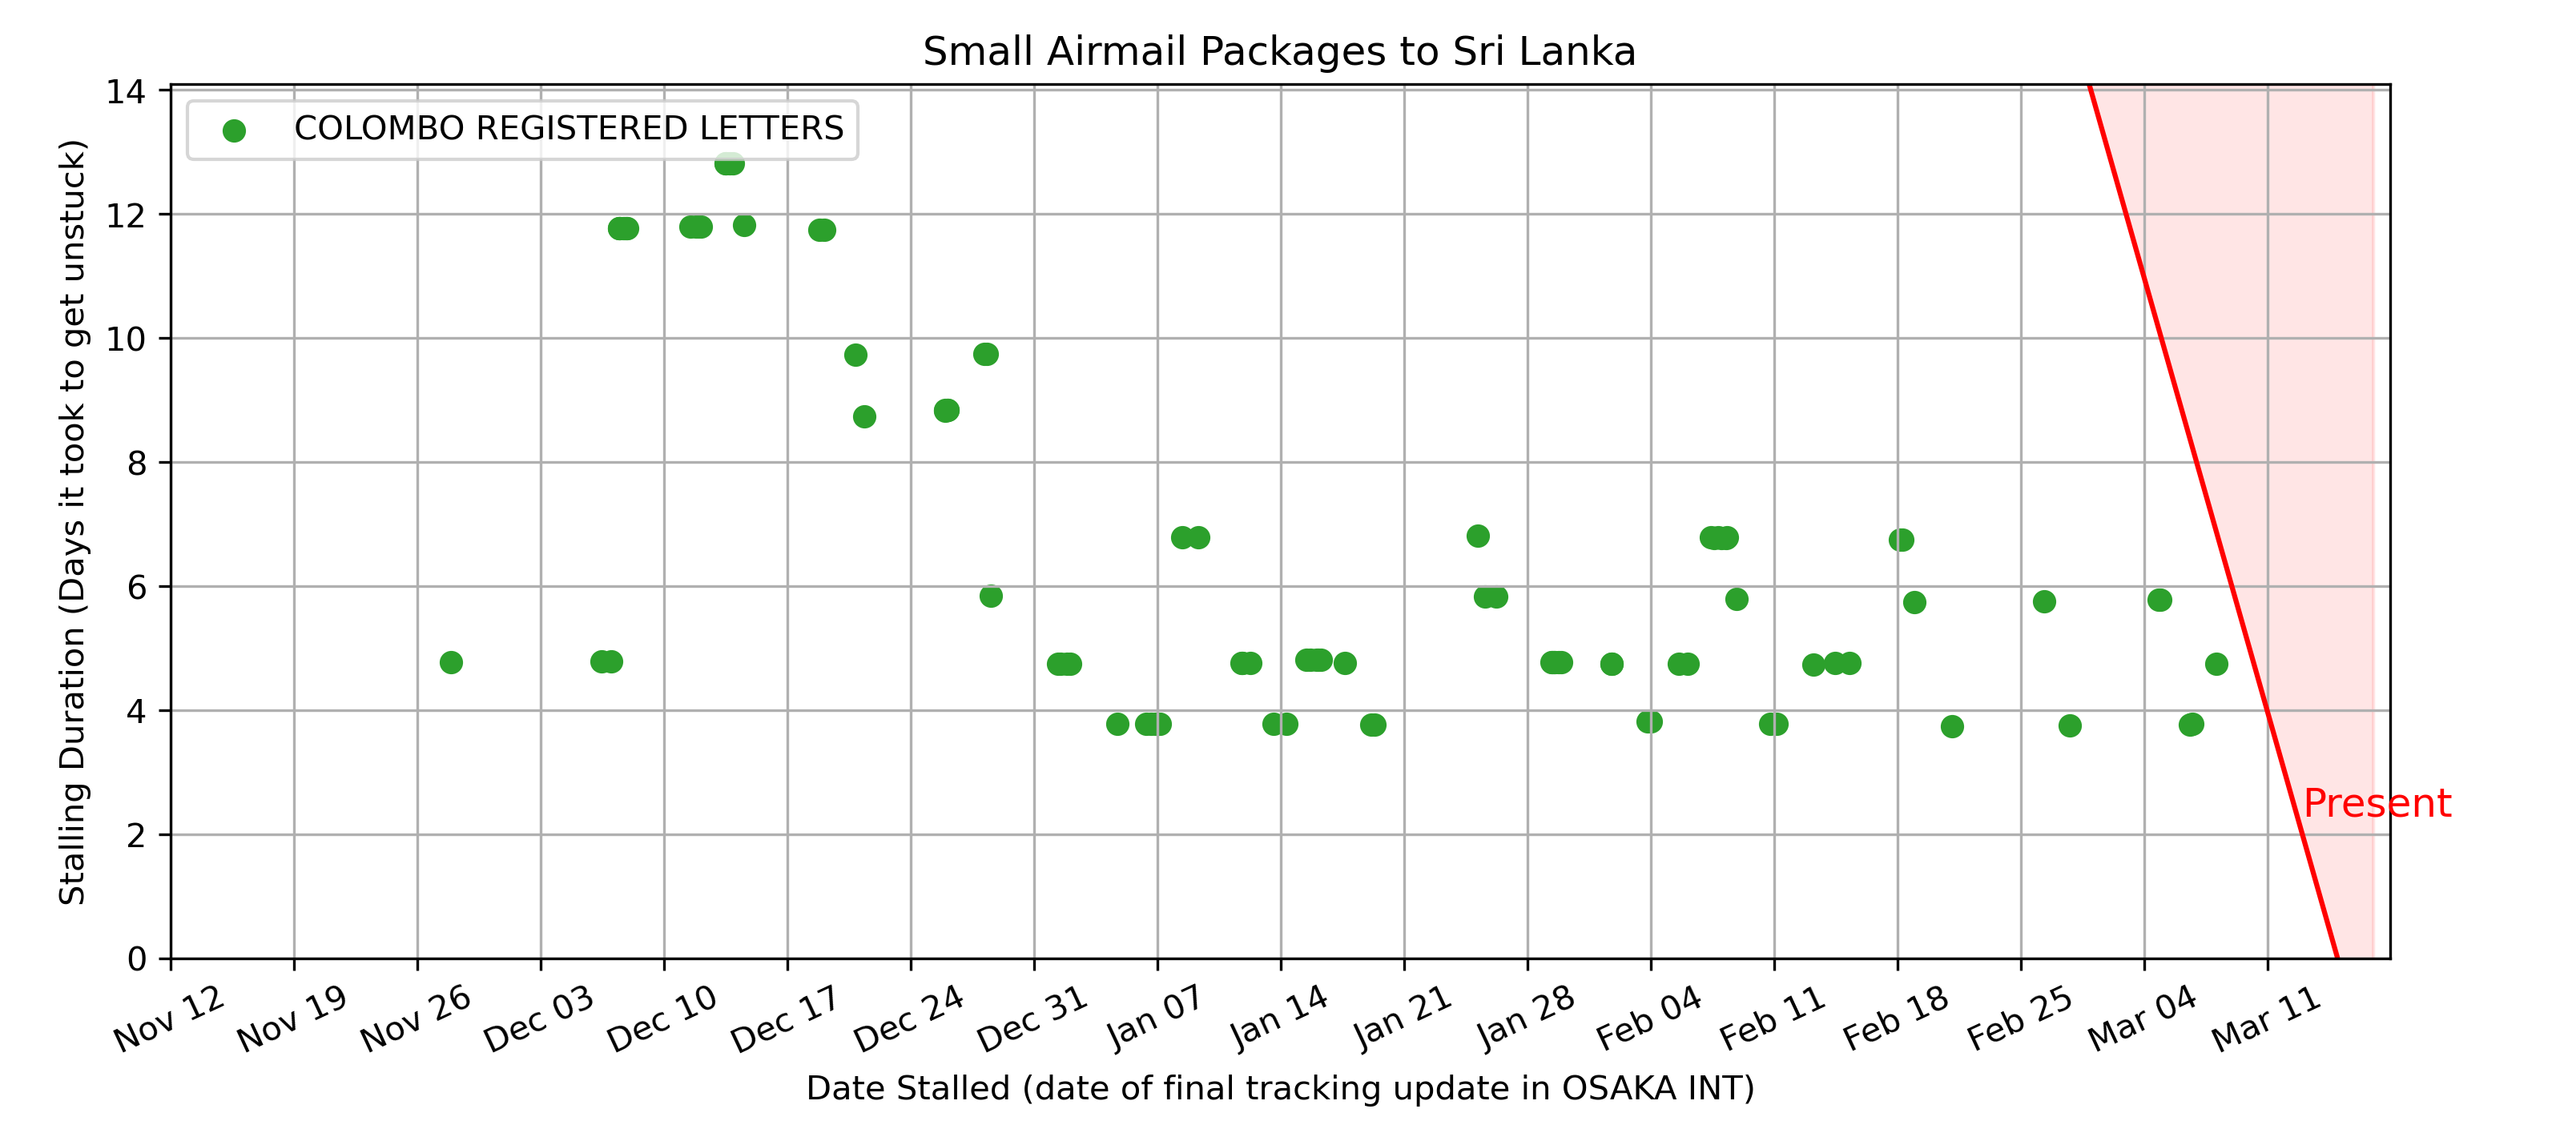 Small Airmail Packages to Sri Lanka
COLOMBO REGISTERED LETTERS
Stalling Duration (Days it took to get unstuck)
14
12
10
8
6
4
2
0
Present
Nov 12
Nov 19
Nov 26
Dec 03
Dec 10
Dec 17
Dec 24
Dec 31
Jan 07
Jan 14
Jan 21
Jan 28
Feb 04
Feb 11
Feb 18
Feb 25
Mar 04
Mar 11
Date Stalled (date of final tracking update in OSAKA INT)